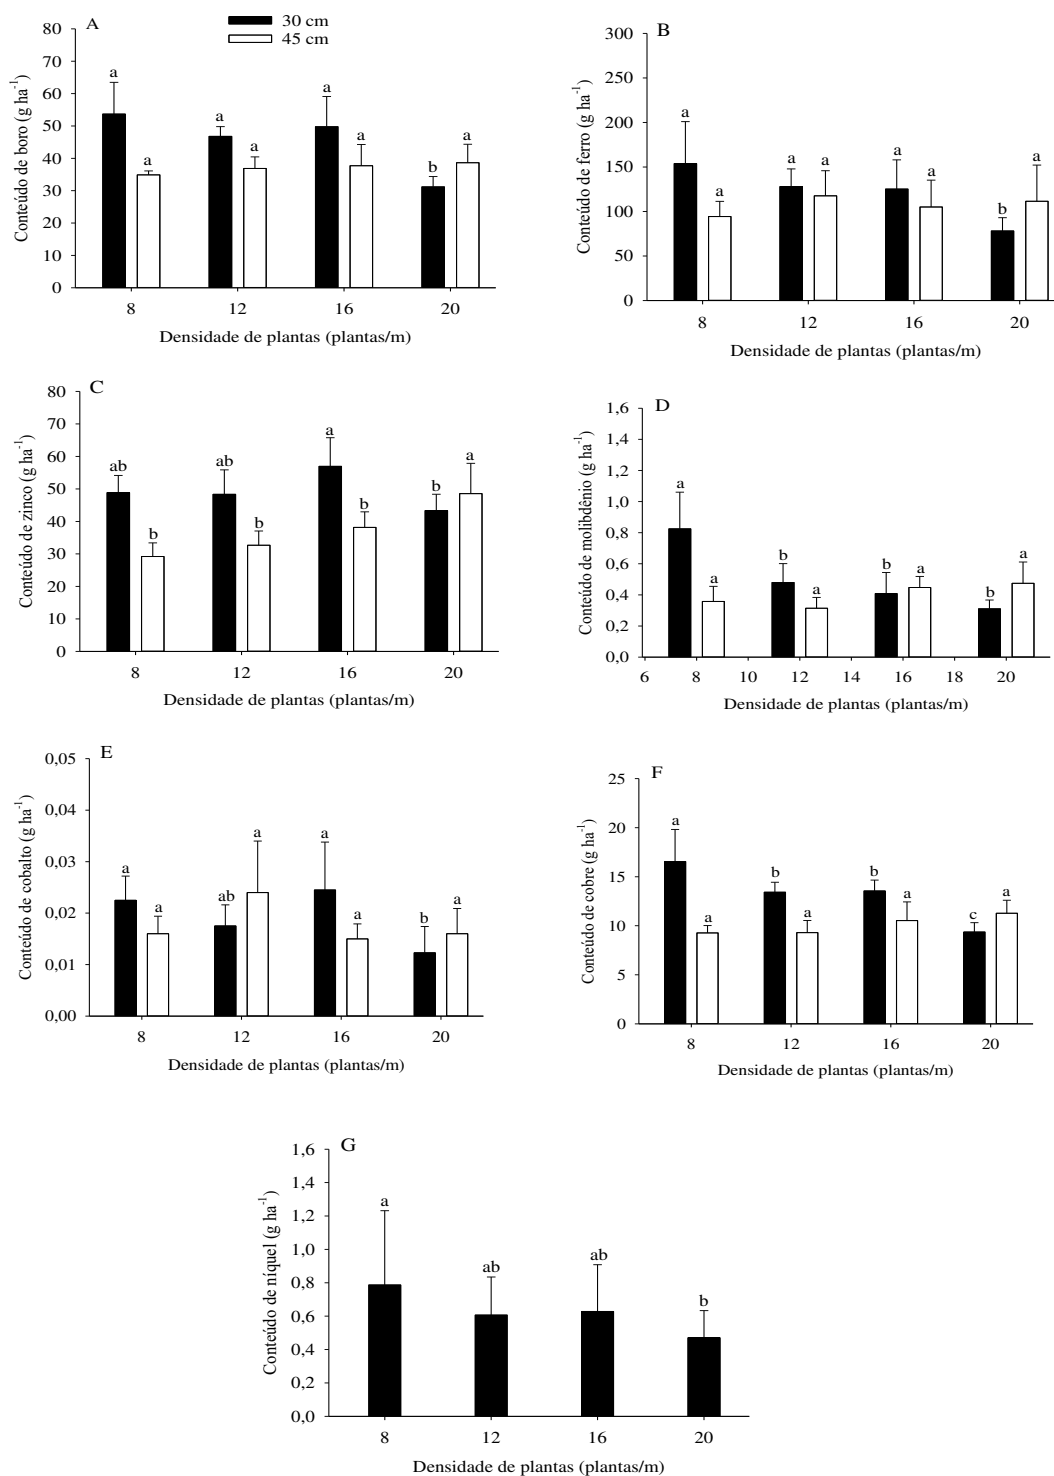 A
30 cm
45 cm
Conteúdo de boro (g ha⁻¹)
80
70
60
50
40
30
20
10
0
a
a
a
a
a
a
b
a
8 12 16 20
Densidade de plantas (plantas/m)
B
Conteúdo de ferro (g ha⁻¹)
300
250
200
150
100
50
0
a
a
a
a
a
a
b
a
8 12 16 20
Densidade de plantas (plantas/m)
C
Conteúdo de zinco (g ha⁻¹)
80
70
60
50
40
30
20
10
0
ab
b
ab
b
a
b
b
a
8 12 16 20
Densidade de plantas (plantas/m)
D
Conteúdo de molibdênio (g ha⁻¹)
1,6
1,4
1,2
1,0
0,8
0,6
0,4
0,2
0,0
a
a
b
a
b
a
b
a
6 8 10 12 14 16 18 20
Densidade de plantas (plantas/m)
E
Conteúdo de cobalto (g ha⁻¹)
0,05
0,04
0,03
0,02
0,01
0,00
a
a
ab
a
a
a
b
a
8 12 16 20
Densidade de plantas (plantas/m)
F
Conteúdo de cobre (g ha⁻¹)
25
20
15
10
5
0
a
a
b
a
b
a
c
a
8 12 16 20
Densidade de plantas (plantas/m)
G
Conteúdo de níquel (g ha⁻¹)
1,6
1,4
1,2
1,0
0,8
0,6
0,4
0,2
0,0
a
ab
ab
b
8 12 16 20
Densidade de plantas (plantas/m)